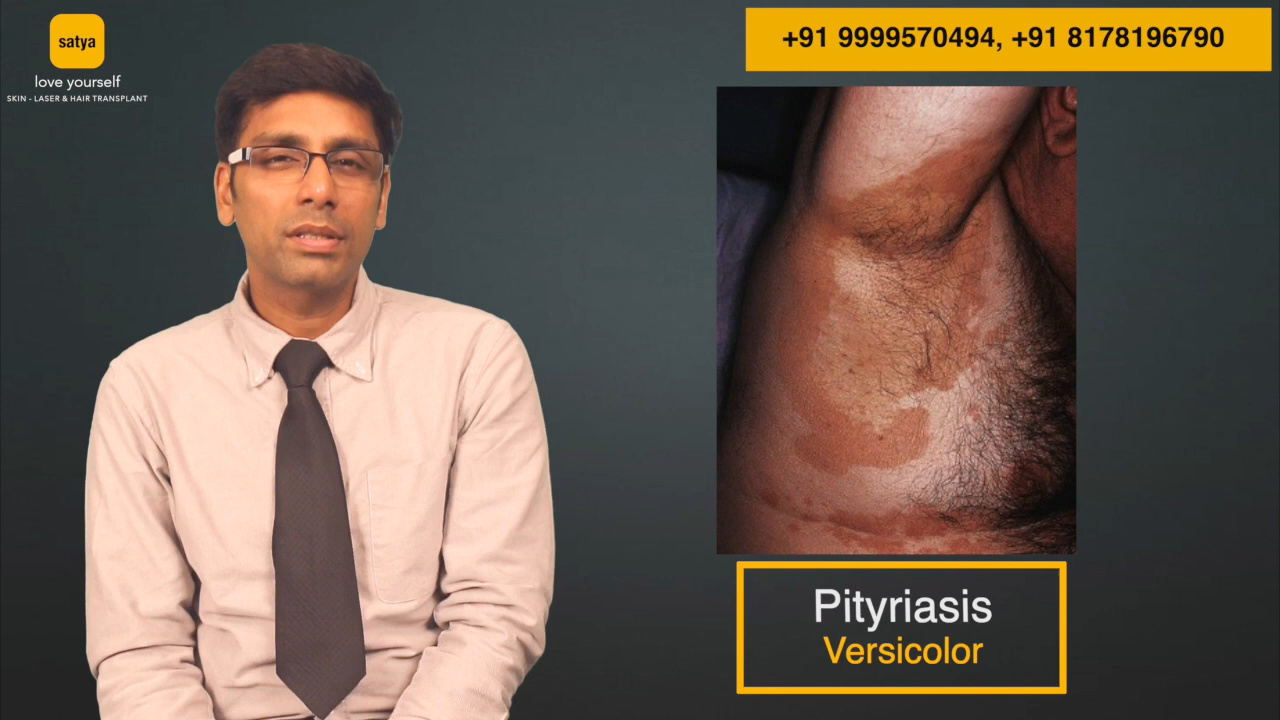 satya
love yourself
SKIN - LASER & HAIR TRANSPLANT
+91 9999570494, +91 8178196790
Pityriasis
Versicolor